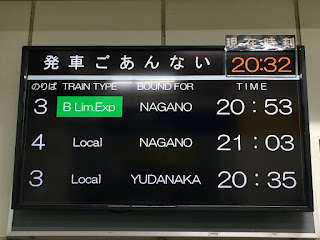 現在時刻
発車ごあんない 20:32
のりば TRAIN TYPE BOUND FOR TIME
3 B Lim.Exp NAGANO 20:53
4 Local NAGANO 21:03
3 Local YUDANAKA 20:35